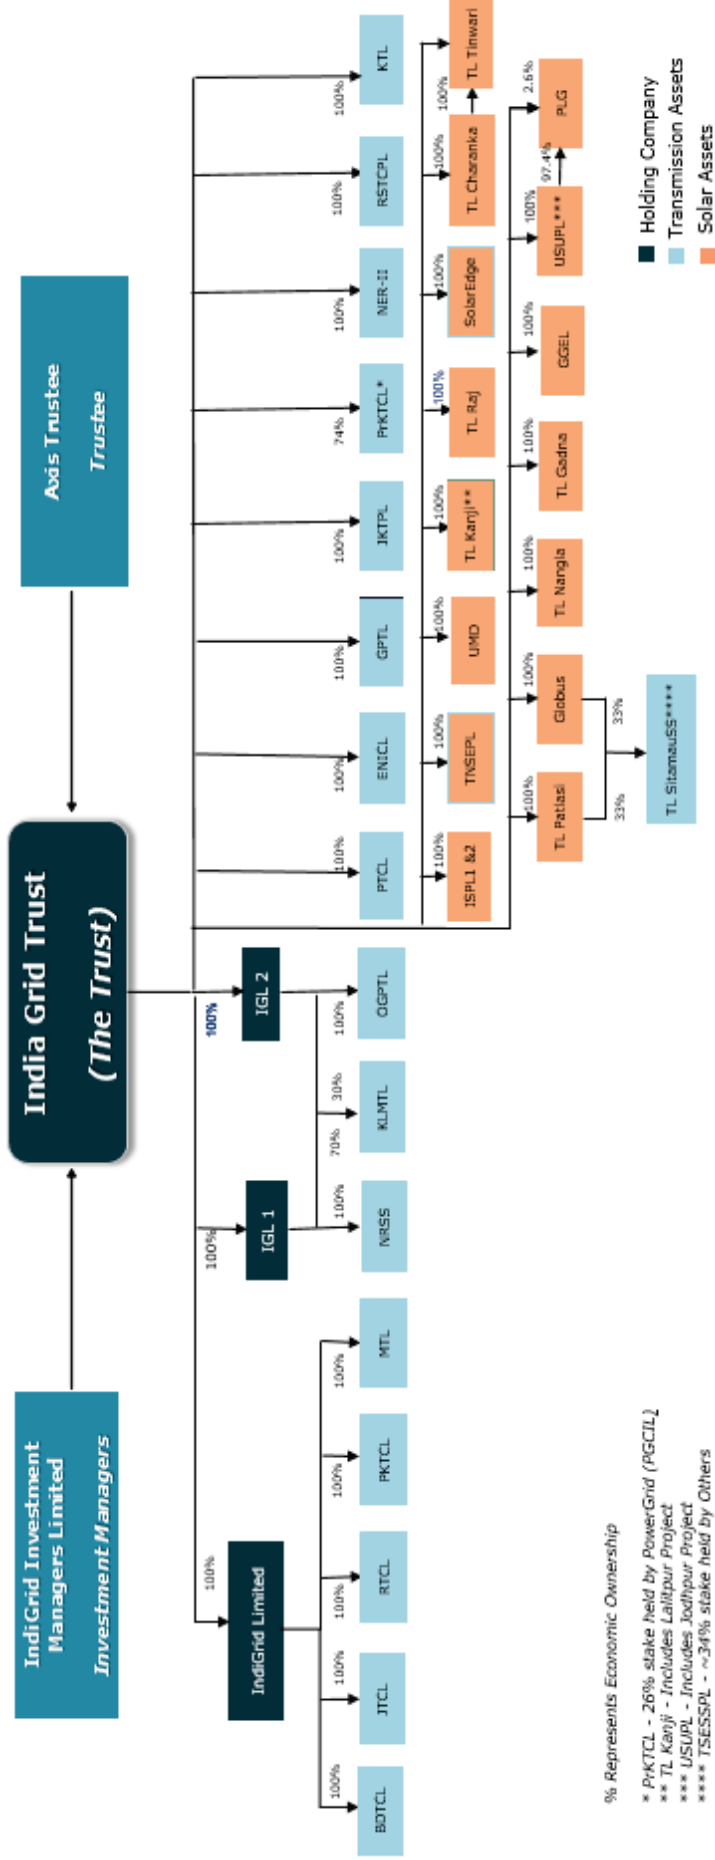 IndiGrid Investment
Managers Limited
Investment Managers
India Grid Trust
(The Trust)
Axis Trustee
Trustee
100%
100%
100%
IndiGrid Limited
IGL 1
IGL 2
100%
100%
100%
100%
100%
100%
70%
30%
100%
100%
100%
100%
100%
74%
100%
100%
100%
BDTCL
JTCL
RTCL
PKTCL
MTL
NRSS
KLMTL
OGPTL
PTCL
ENICL
GPTL
JKTPL
PrKTCL*
NER-II
RSTCPL
KTL
100%
100%
100%
100%
100%
100%
100%
100%
ISPL1 &2
TNSEPL
UMD
TL Kanji**
TL Raj
SolarEdge
TL Charanka
TL Tinwari
100%
100%
100%
100%
100%
100%
2.6%
TL Patlasi
Globus
TL Nangla
TL Gadna
GGEL
USUPL***
97.4%
PLG
33%
33%
TL SitamauSS****
Holding Company
Transmission Assets
Solar Assets
% Represents Economic Ownership
* PrKTCL - 26% stake held by PowerGrid (PGCIL)
** TL Kanji - Includes Lalitpur Project
*** USUPL - Includes Jodhpur Project
**** TSESSPL - ~34% stake held by Others